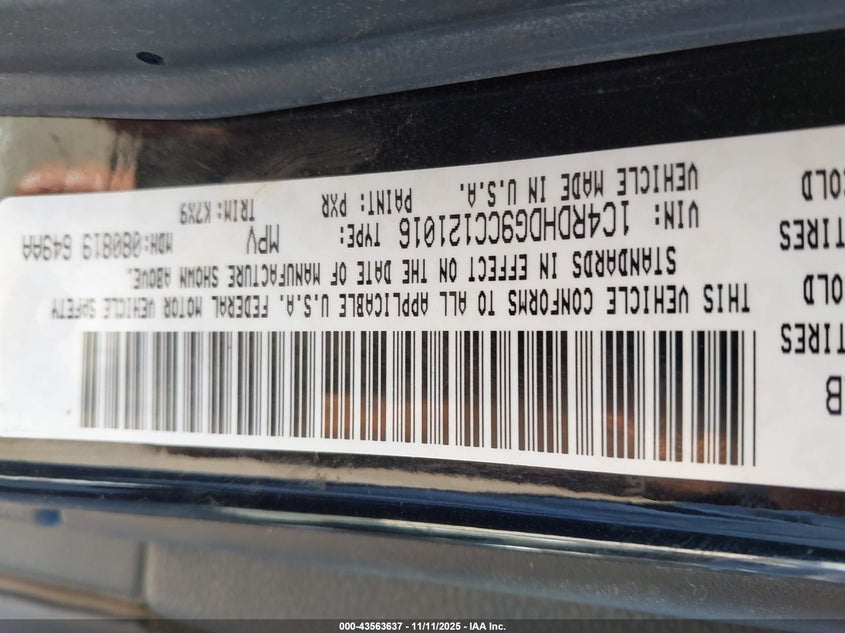 B
TIRES
COLD
TIRES
COLD
THIS VEHICLE CONFORMS TO ALL APPLICABLE U.S.A. FEDERAL MOTOR VEHICLE SAFETY
STANDARDS IN EFFECT ON THE DATE OF MANUFACTURE SHOWN ABOVE.
VIN: 1C4RDHDG9CC121016 TYPE: MPV MDH: 080819 649AA
VEHICLE MADE IN U.S.A. PAINT: PXR TRIM: K7X9
000-43563637 - 11/11/2025 - IAA Inc.